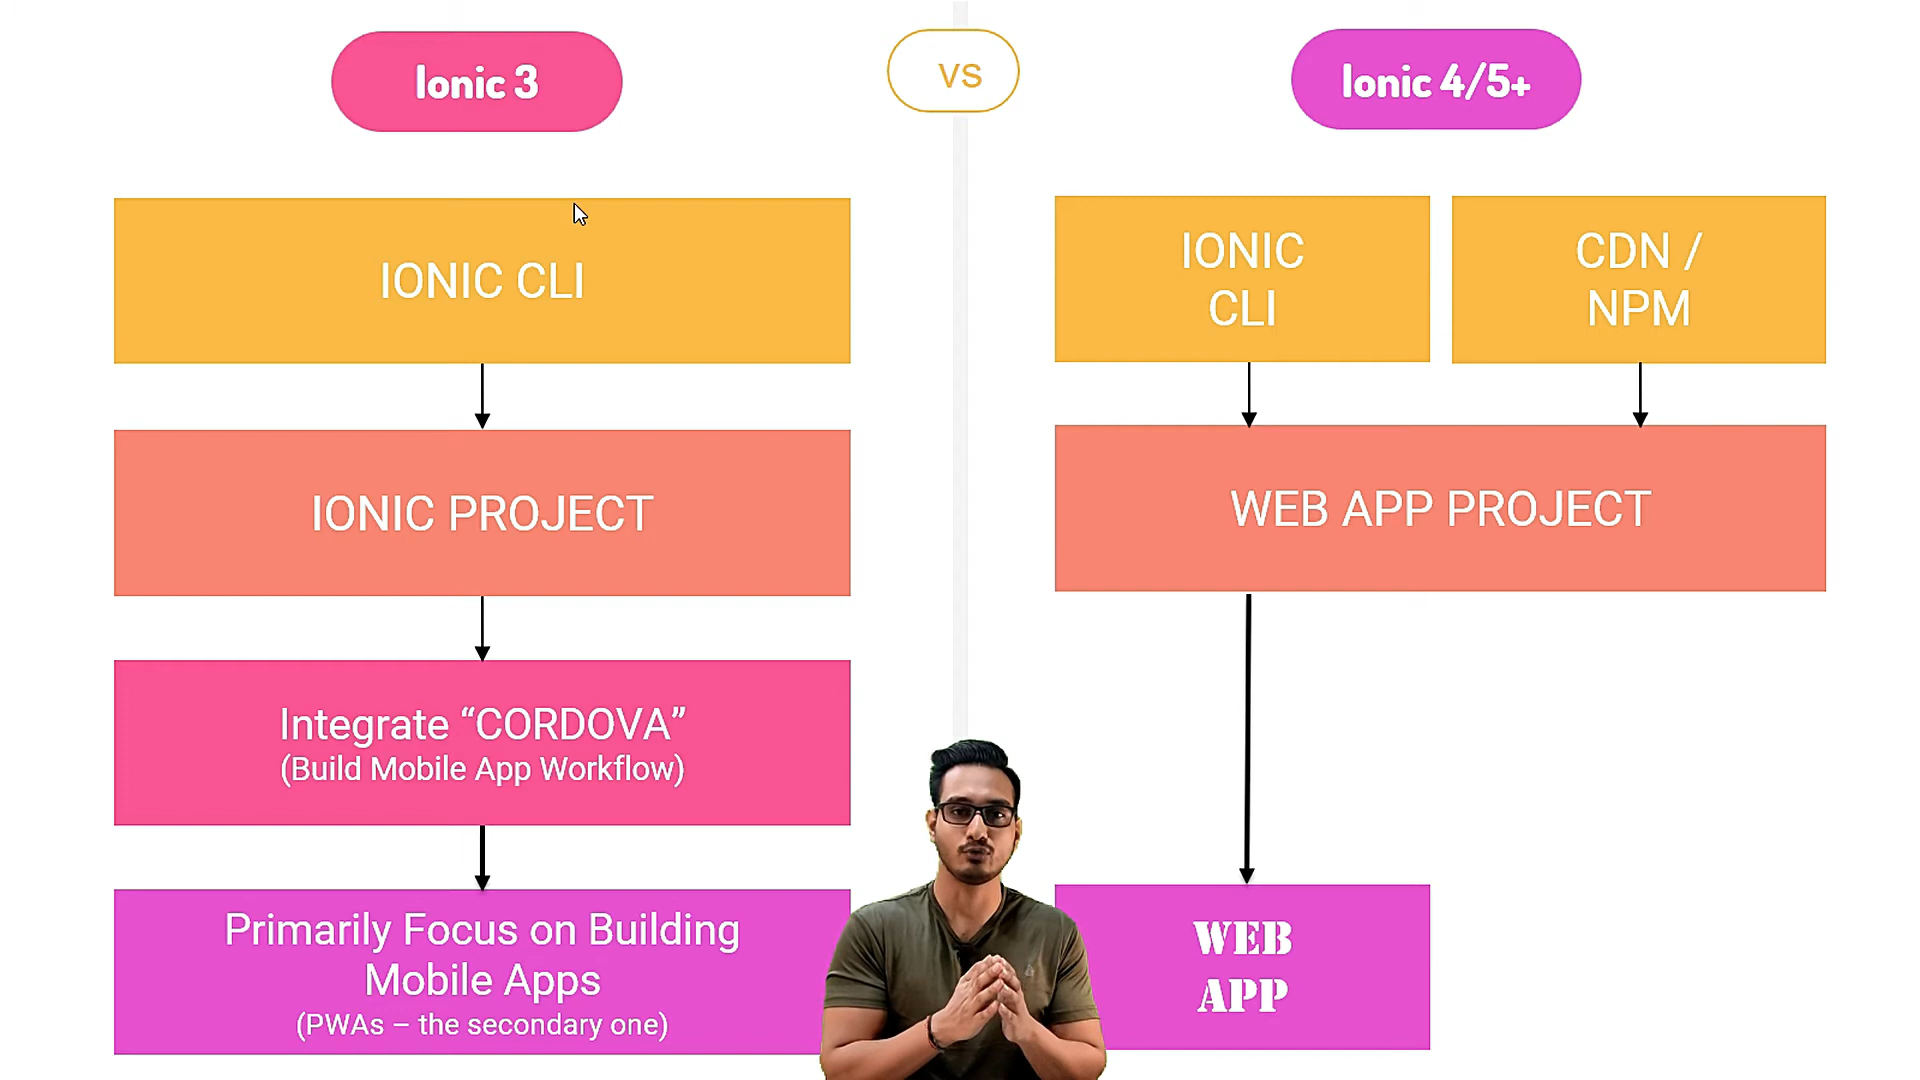 Ionic 3
VS
Ionic 4/5+
IONIC CLI
IONIC PROJECT
Integrate “CORDOVA”
(Build Mobile App Workflow)
Primarily Focus on Building
Mobile Apps
(PWAs – the secondary one)
IONIC
CLI
CDN /
NPM
WEB APP PROJECT
WEB
APP